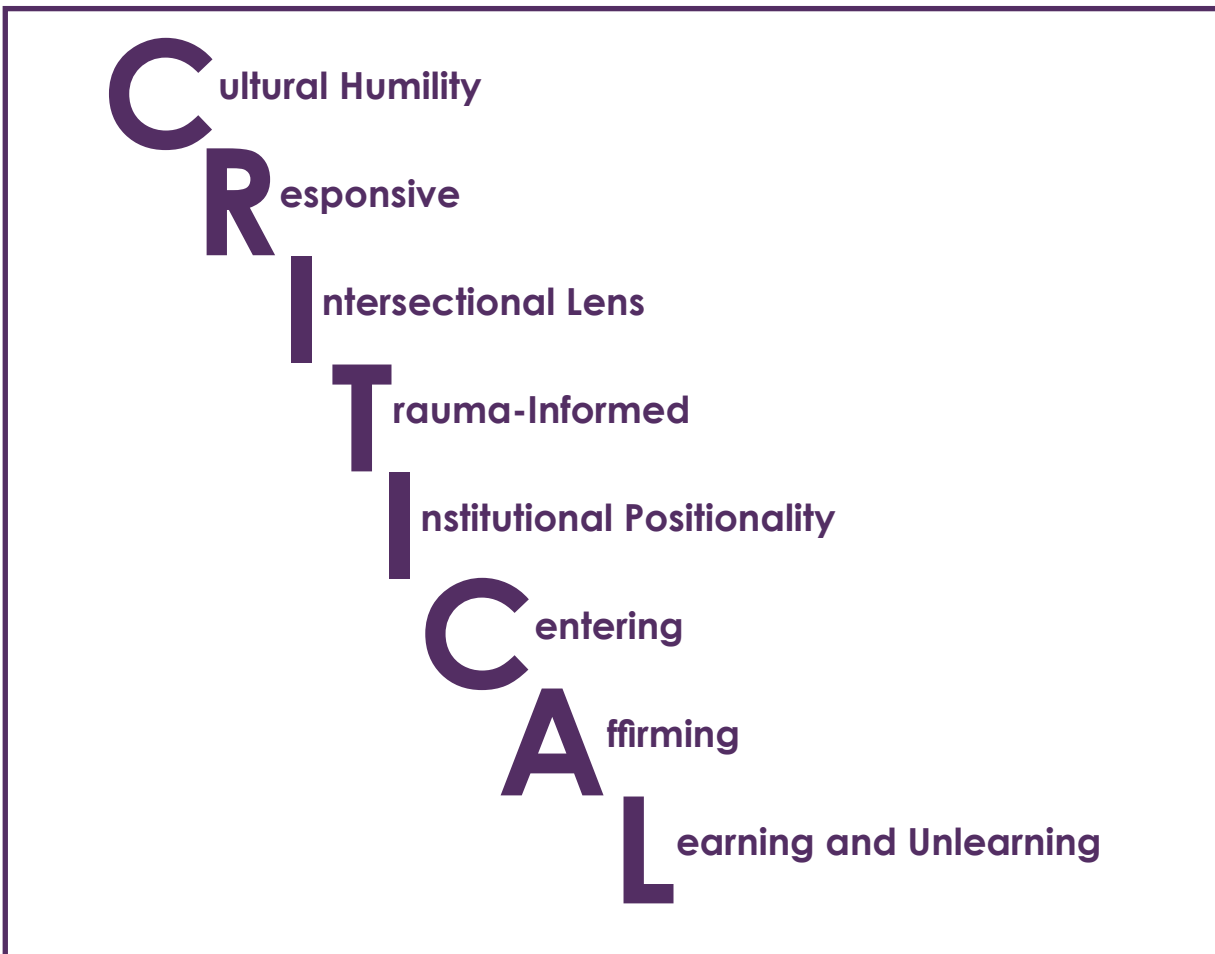 Cultural Humility
Responsive
Intersectional Lens
Trauma-Informed
Institutional Positionality
Centering
Affirming
Learning and Unlearning